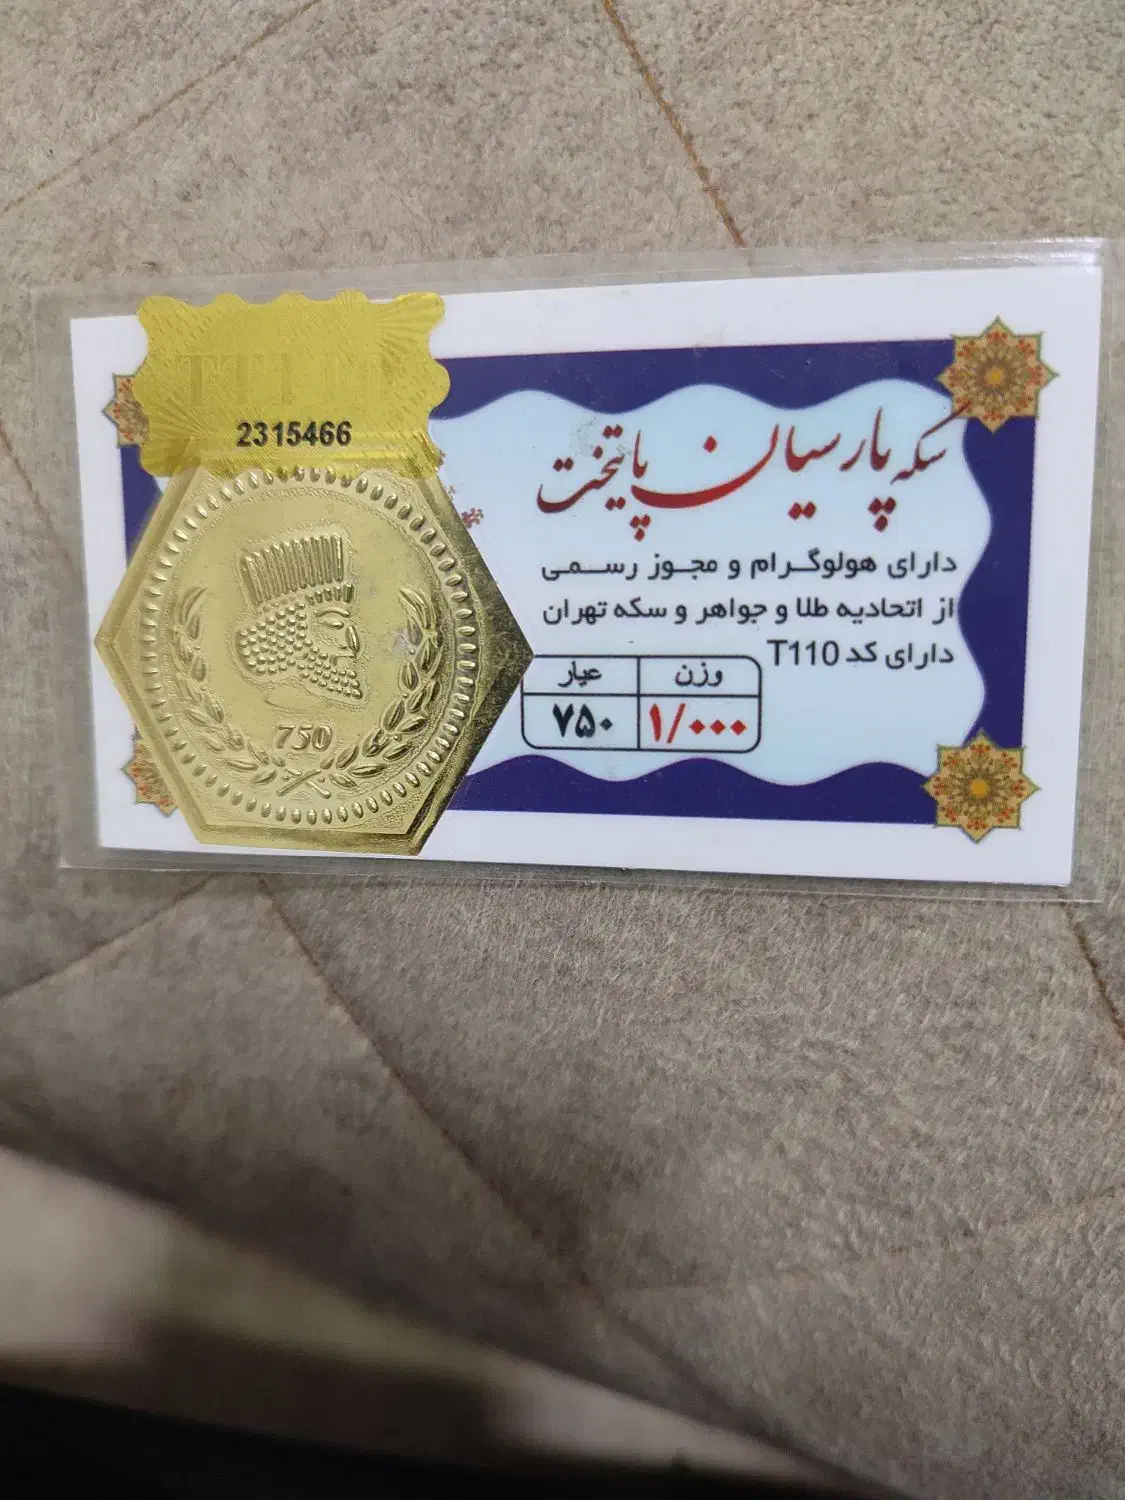 TT110
2315466
سکه پارسیان پایتخت
دارای هولوگرام و مجوز رسمی
از اتحادیه طلا و جواهر و سکه تهران
دارای کد T110
وزن عیار
۱/۰۰۰ ۷۵۰
750